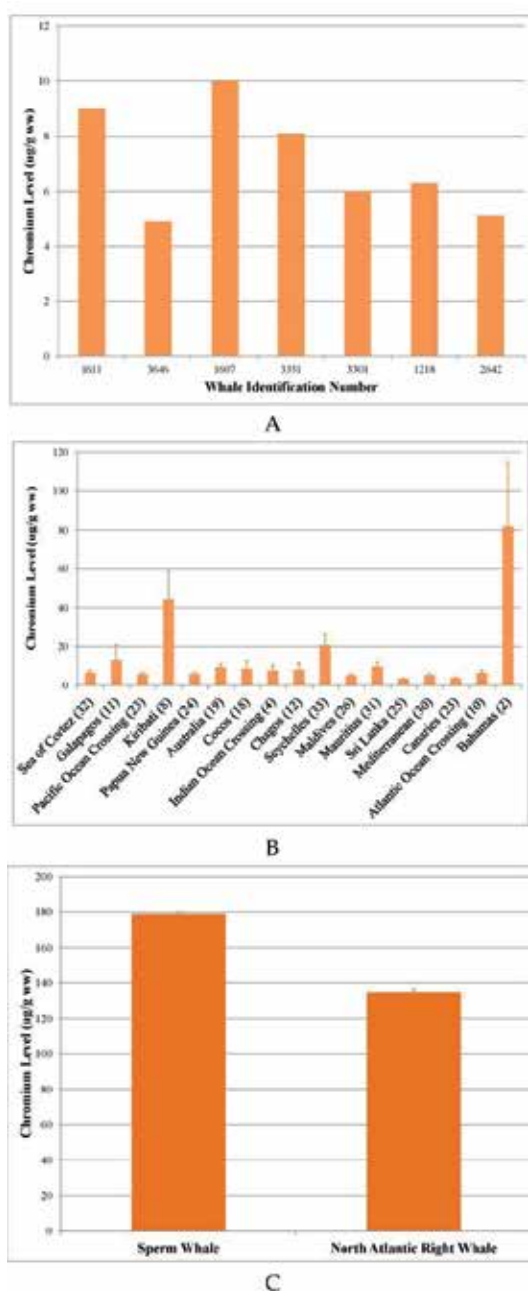 12
10
8
6
4
2
0
Chromium Level (ug/g ww)
1611 3646 1607 3351 3301 1218 2642
Whale Identification Number
A
120
100
80
60
40
20
0
Chromium Level (ug/g ww)
Sea of Cortez (32)
Galapagos (11)
Pacific Ocean Crossing (23)
Kiribati (8)
Papua New Guinea (24)
Australia (19)
Cocos (18)
Indian Ocean Crossing (4)
Chagos (12)
Seychelles (33)
Maldives (26)
Mauritius (31)
Sri Lanka (25)
Mediterranean (30)
Canaries (23)
Atlantic Ocean Crossing (10)
Bahamas (2)
B
200
180
160
140
120
100
80
60
40
20
0
Chromium Level (ug/g ww)
Sperm Whale North Atlantic Right Whale
C